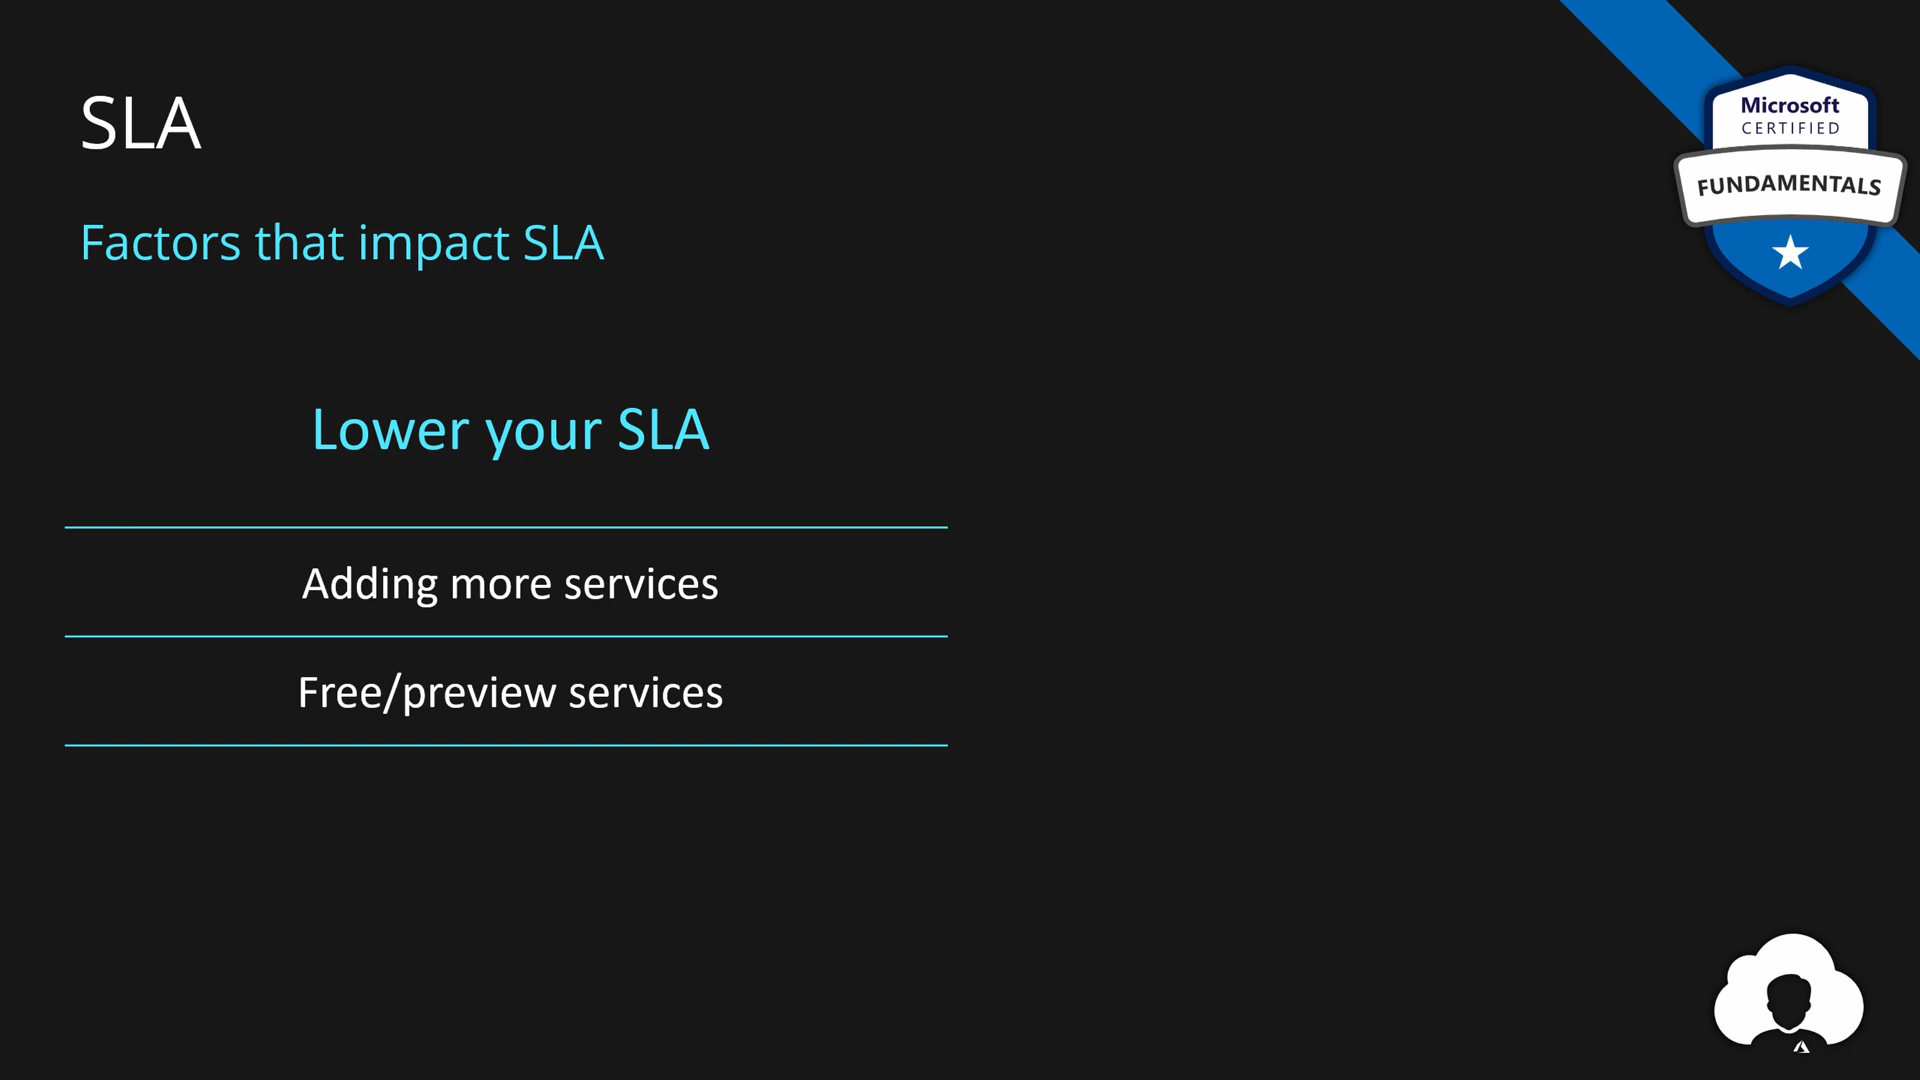 SLA
Factors that impact SLA
Lower your SLA
Adding more services
Free/preview services
Microsoft
CERTIFIED
FUNDAMENTALS